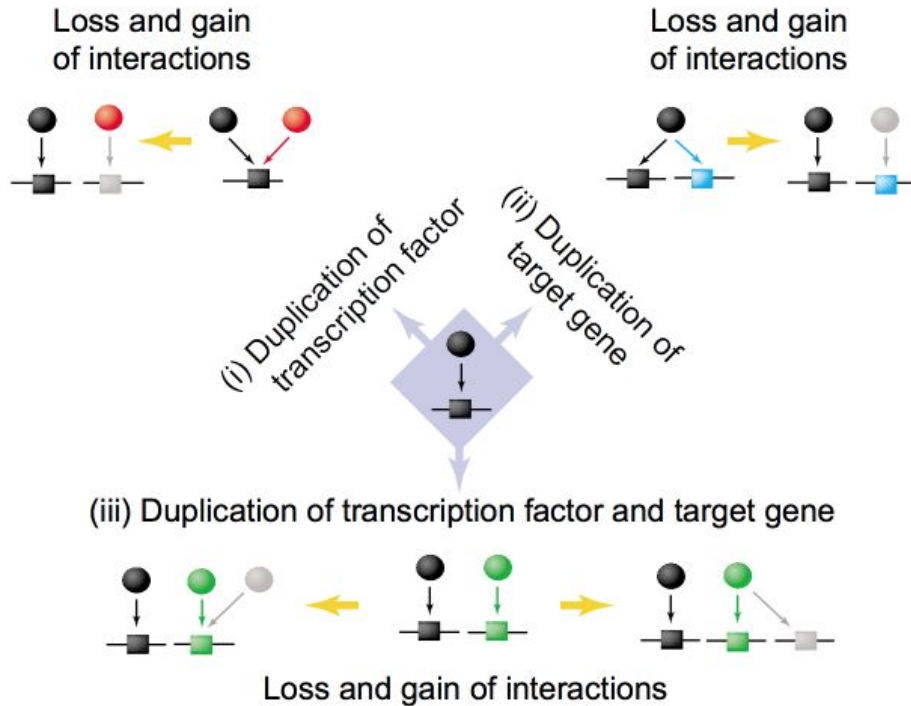 Loss and gain
of interactions
Loss and gain
of interactions
(i) Duplication of
transcription factor
(ii) Duplication of
target gene
(iii) Duplication of transcription factor and target gene
Loss and gain of interactions